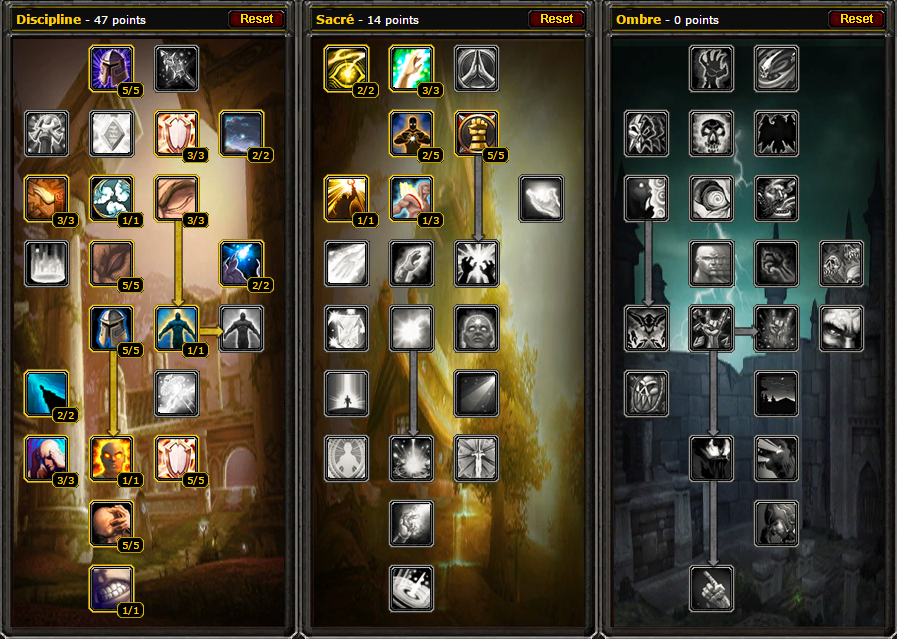 Discipline - 47 points Reset Sacré - 14 points Reset Ombre - 0 points Reset
5/5 2/2 3/3
3/3 2/2 2/5 5/5
3/3 1/1 3/3 1/1 1/3
5/5 2/2
5/5 1/1
2/2
3/3 1/1 5/5
5/5
1/1